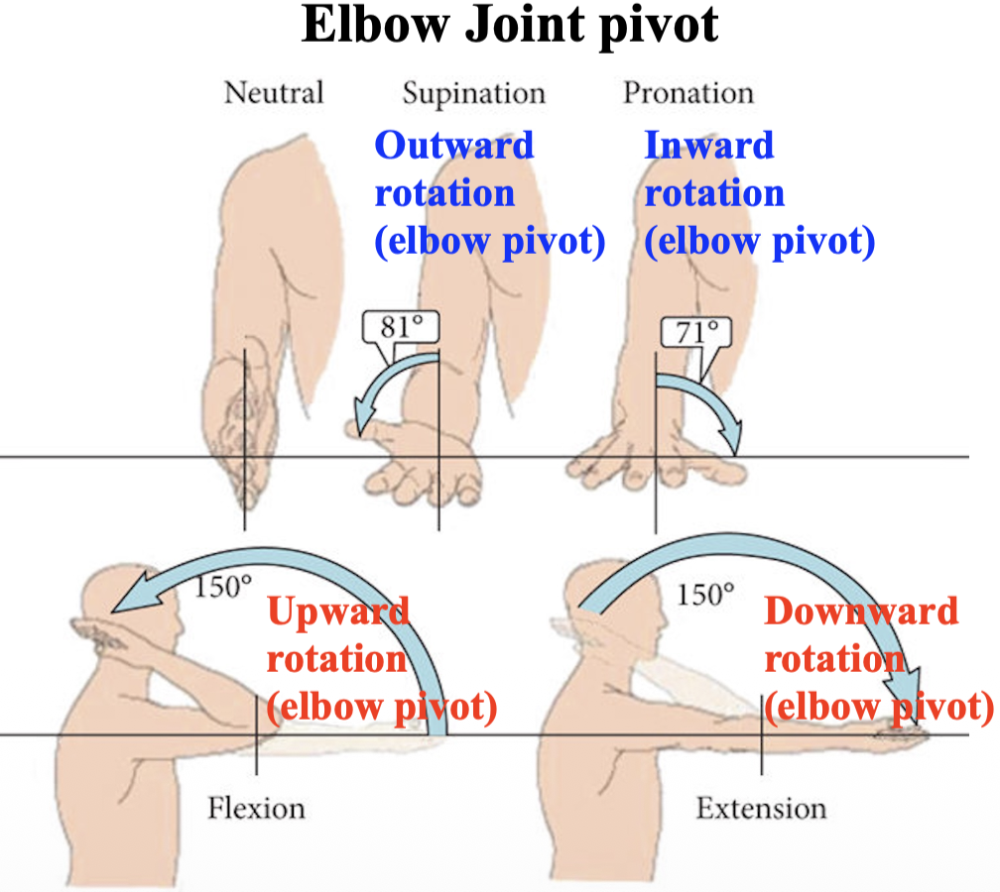 Elbow Joint pivot
Neutral
Supination
Pronation
Outward
rotation
(elbow pivot)
Inward
rotation
(elbow pivot)
81°
71°
150°
Upward
rotation
(elbow pivot)
150°
Downward
rotation
(elbow pivot)
Flexion
Extension